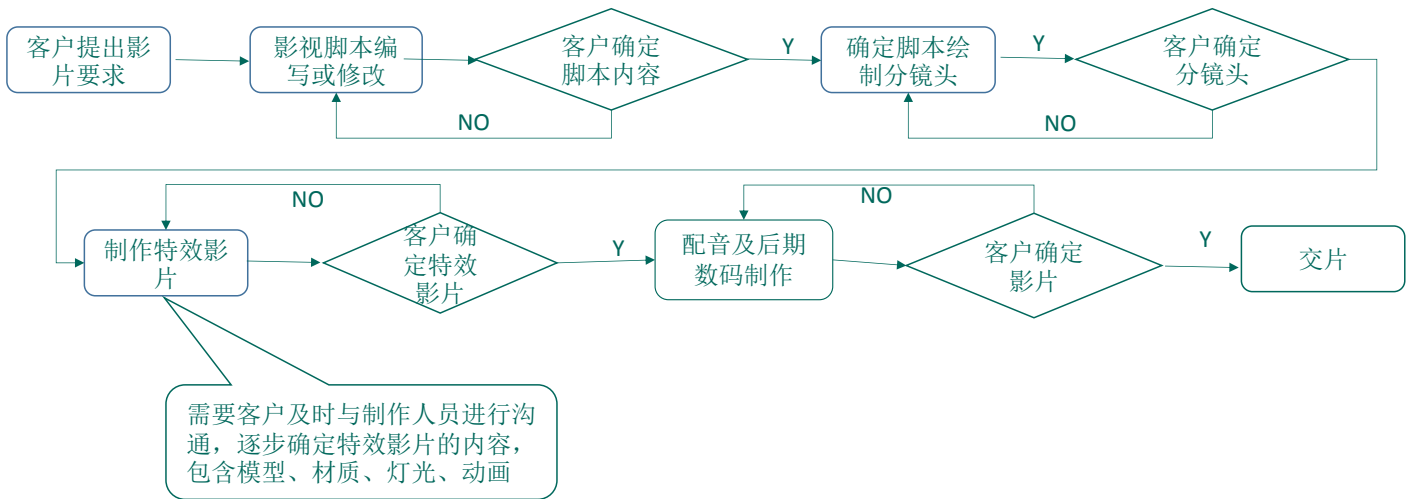 客户提出影
片要求
影视脚本编
写或修改
客户确定
脚本内容
Y
确定脚本绘
制分镜头
Y
客户确定
分镜头
NO
NO
NO
制作特效影
片
客户确
定特效
影片
Y
NO
配音及后期
数码制作
客户确定
影片
Y
交片
需要客户及时与制作人员进行沟
通，逐步确定特效影片的内容，
包含模型、材质、灯光、动画